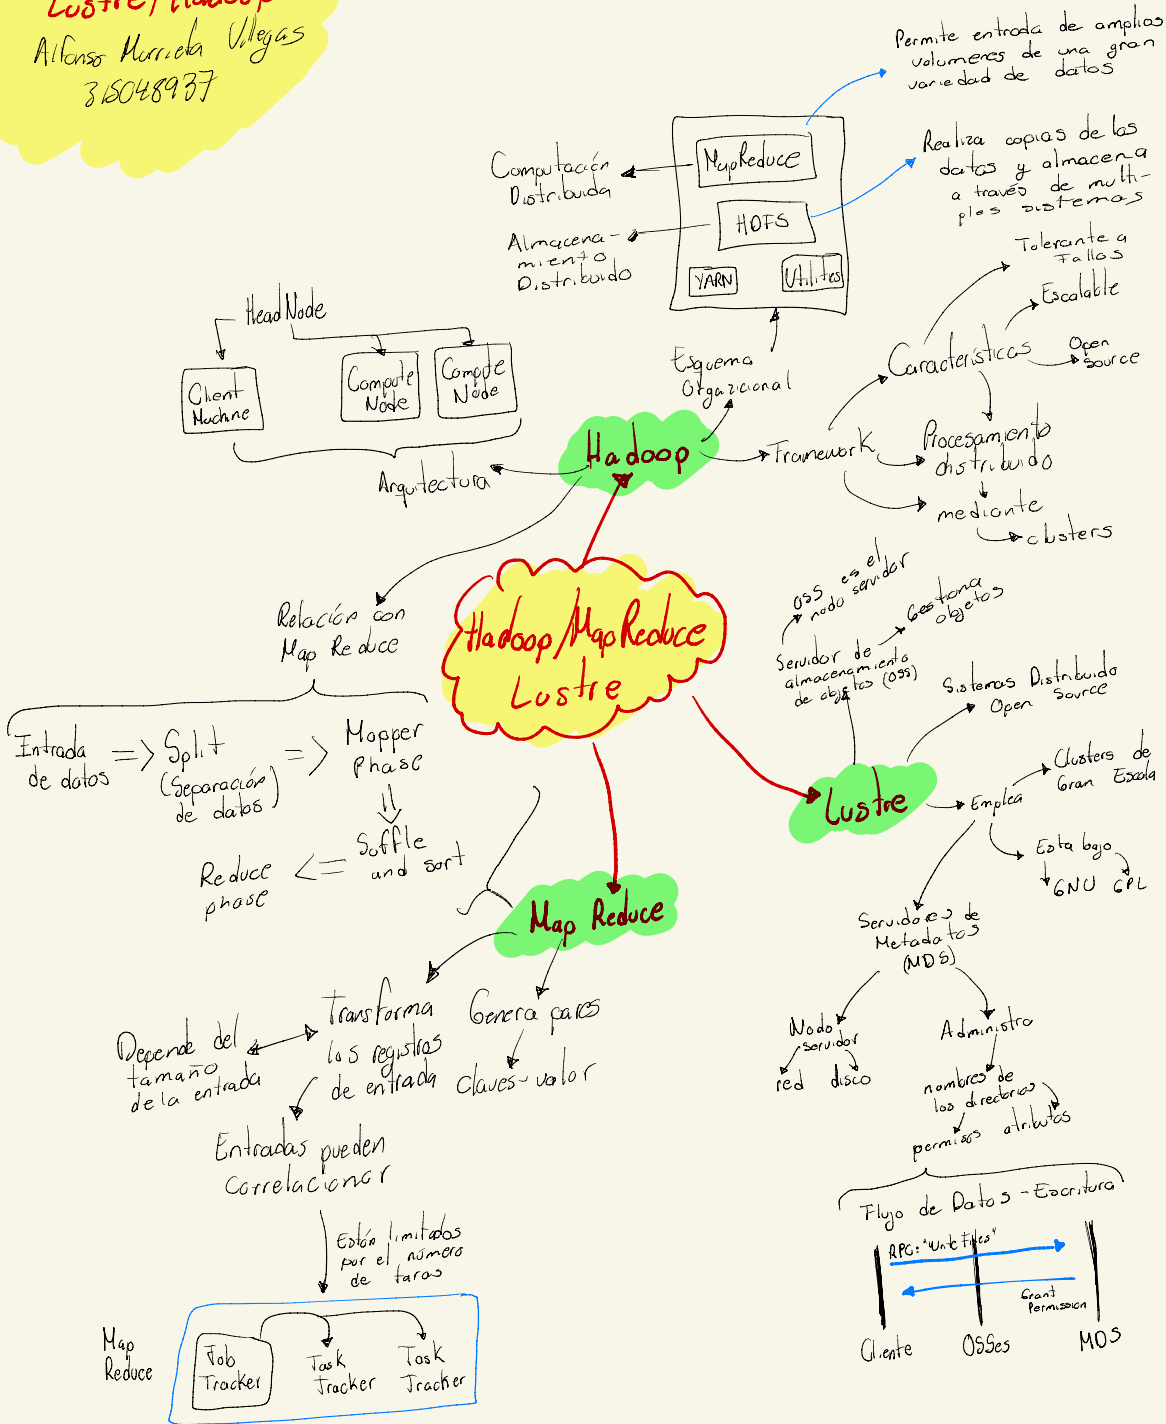 Lustre/Hadoop
Alfonso Murrieta Villegas
315048937
Permite entrada de amplios
volumenes de una gran
variedad de datos
Realiza copias de los
datos y almacena
a través de multi-
ples sistemas
MapReduce
HDFS
YARN
Utilities
Computación
Distribuida
Almacena-
miento
Distribuido
Esquema
Orgazicional
Head Node
Client
Machine
Compute
Node
Compute
Node
Arquitectura
Hadoop
Framework
Características
Tolerante a
Fallos
Escalable
Open
Source
Procesamiento
distribuido
mediante
clusters
Relación con
Map Reduce
Entrada
de datos
=> Split
(Separación
de datos)
=> Mapper
phase
Suffle
and sort
<= Reduce
phase
Hadoop/MapReduce
Lustre
OSS es el
nodo servidor
Gestiona
objetos
Servidor de
almacenamiento
de objetos (OSS)
Sistemas Distribuido
Open Source
Lustre
Emplea
Clusters de
Gran Escala
Esta bajo
GNU GPL
Servidores de
Metadatos
(MDS)
Nodo
servidor
red disco
Administra
nombres de
los directorios
permisos atributos
Flujo de Datos - Escritura
RPC: "Write Files"
Grant
Permission
Cliente
OSSes
MDS
Map Reduce
Transforma
los registros
de entrada
Genera pares
Claves-valor
Depende del
tamaño
de la entrada
Entradas pueden
correlacionar
Están limitados
por el número
de taras
Map
Reduce
Job
Tracker
Task
Tracker
Task
Tracker